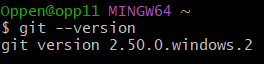 Oppen@opp11 MINGW64 ~
$ git --version
git version 2.50.0.windows.2